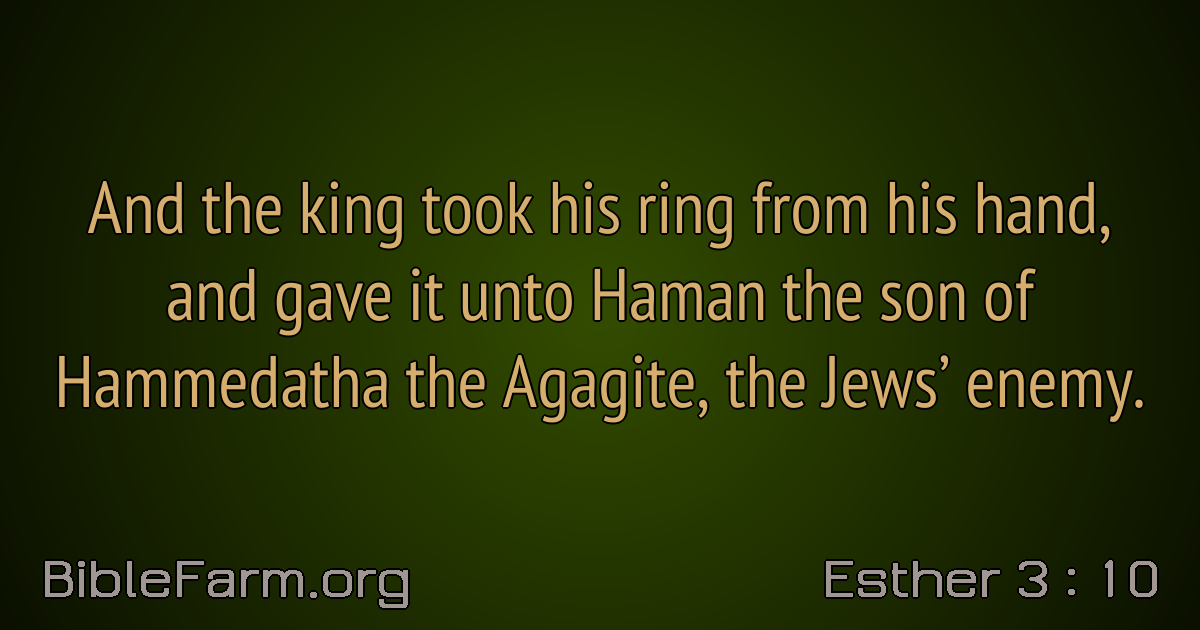 And the king took his ring from his hand,
and gave it unto Haman the son of
Hammedatha the Agagite, the Jews’ enemy.
BibleFarm.org
Esther 3 : 10